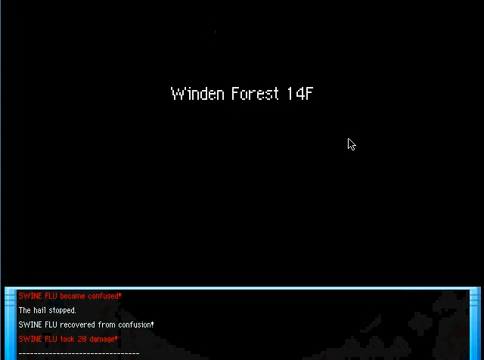 Winden Forest 14F
SWINE FLU became confused!
The hail stopped.
SWINE FLU recovered from confusion!
SWINE FLU took 20 damage!
--------------------------------